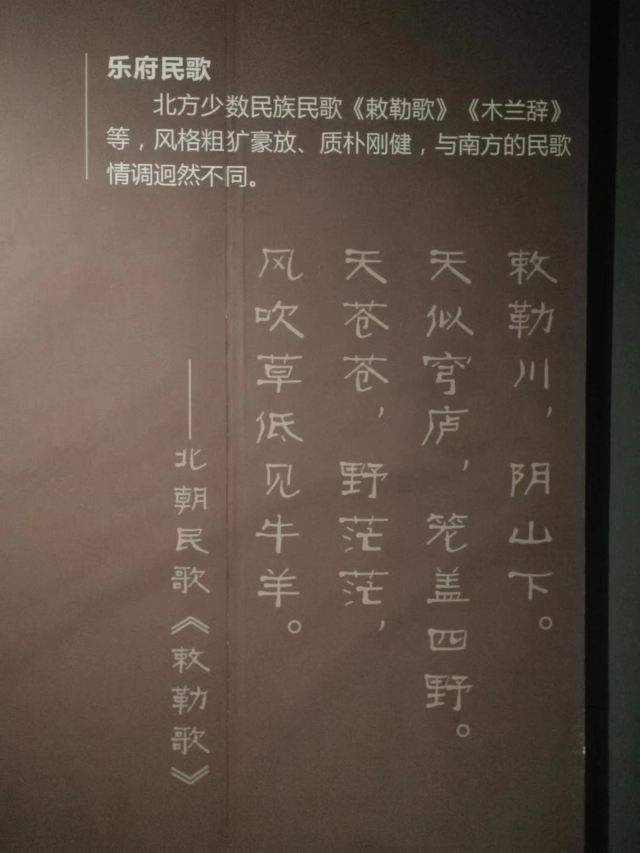 乐府民歌
北方少数民族民歌《敕勒歌》《木兰辞》
等，风格粗犷豪放、质朴刚健，与南方的民歌
情调迥然不同。
敕勒川，阴山下。
天似穹庐，笼盖四野。
天苍苍，野茫茫，
风吹草低见牛羊。
——北朝民歌《敕勒歌》